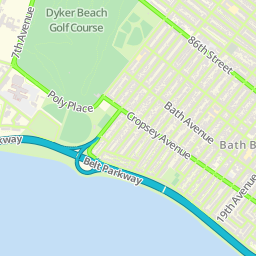 Dyker Beach
Golf Course
7th Avenue
86th Street
Poly Place
Bath Avenue
Cropsey Avenue
Bath B
kway
Belt Parkway
19th Avenue